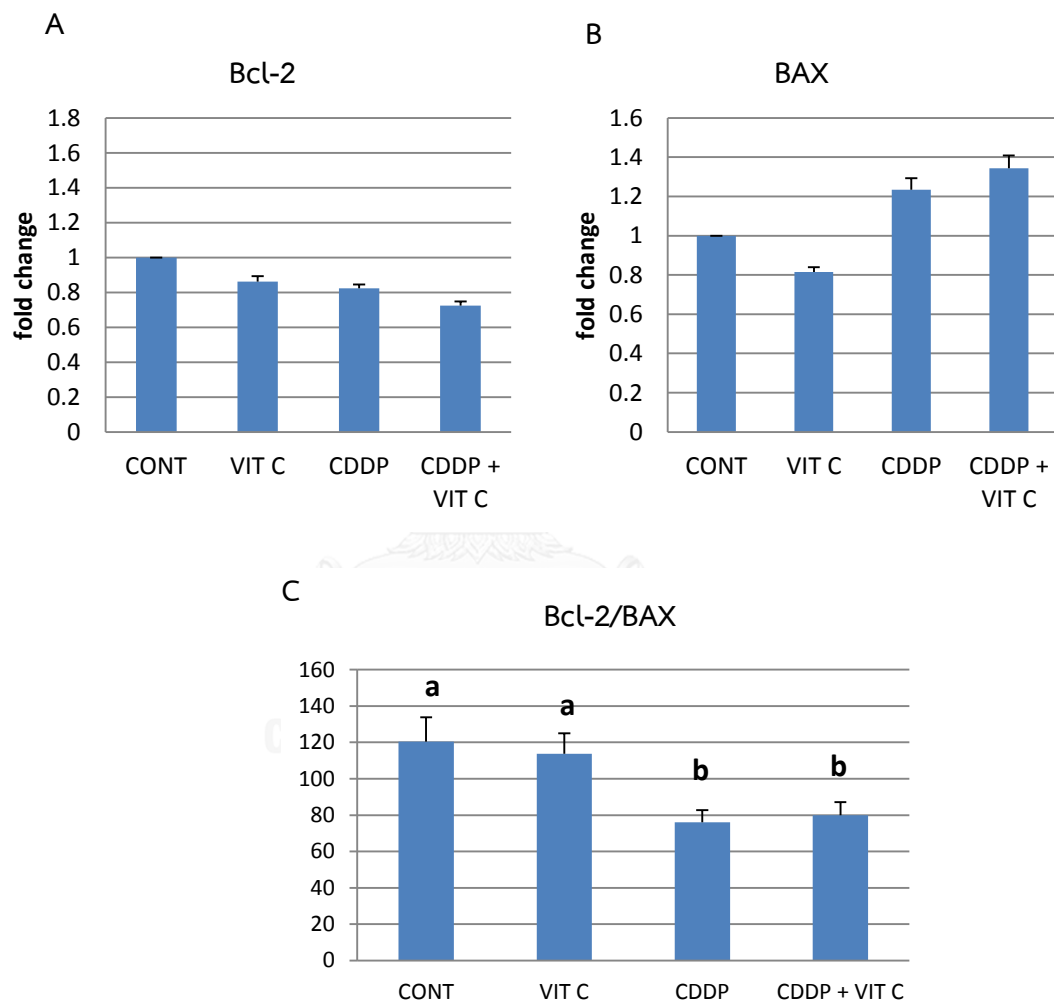 A
Bcl-2
fold change
1.8
1.6
1.4
1.2
1
0.8
0.6
0.4
0.2
0
CONT
VIT C
CDDP
CDDP +
VIT C
B
BAX
fold change
1.6
1.4
1.2
1
0.8
0.6
0.4
0.2
0
CONT
VIT C
CDDP
CDDP +
VIT C
C
Bcl-2/BAX
160
140
120
100
80
60
40
20
0
a
a
b
b
CONT
VIT C
CDDP
CDDP + VIT C